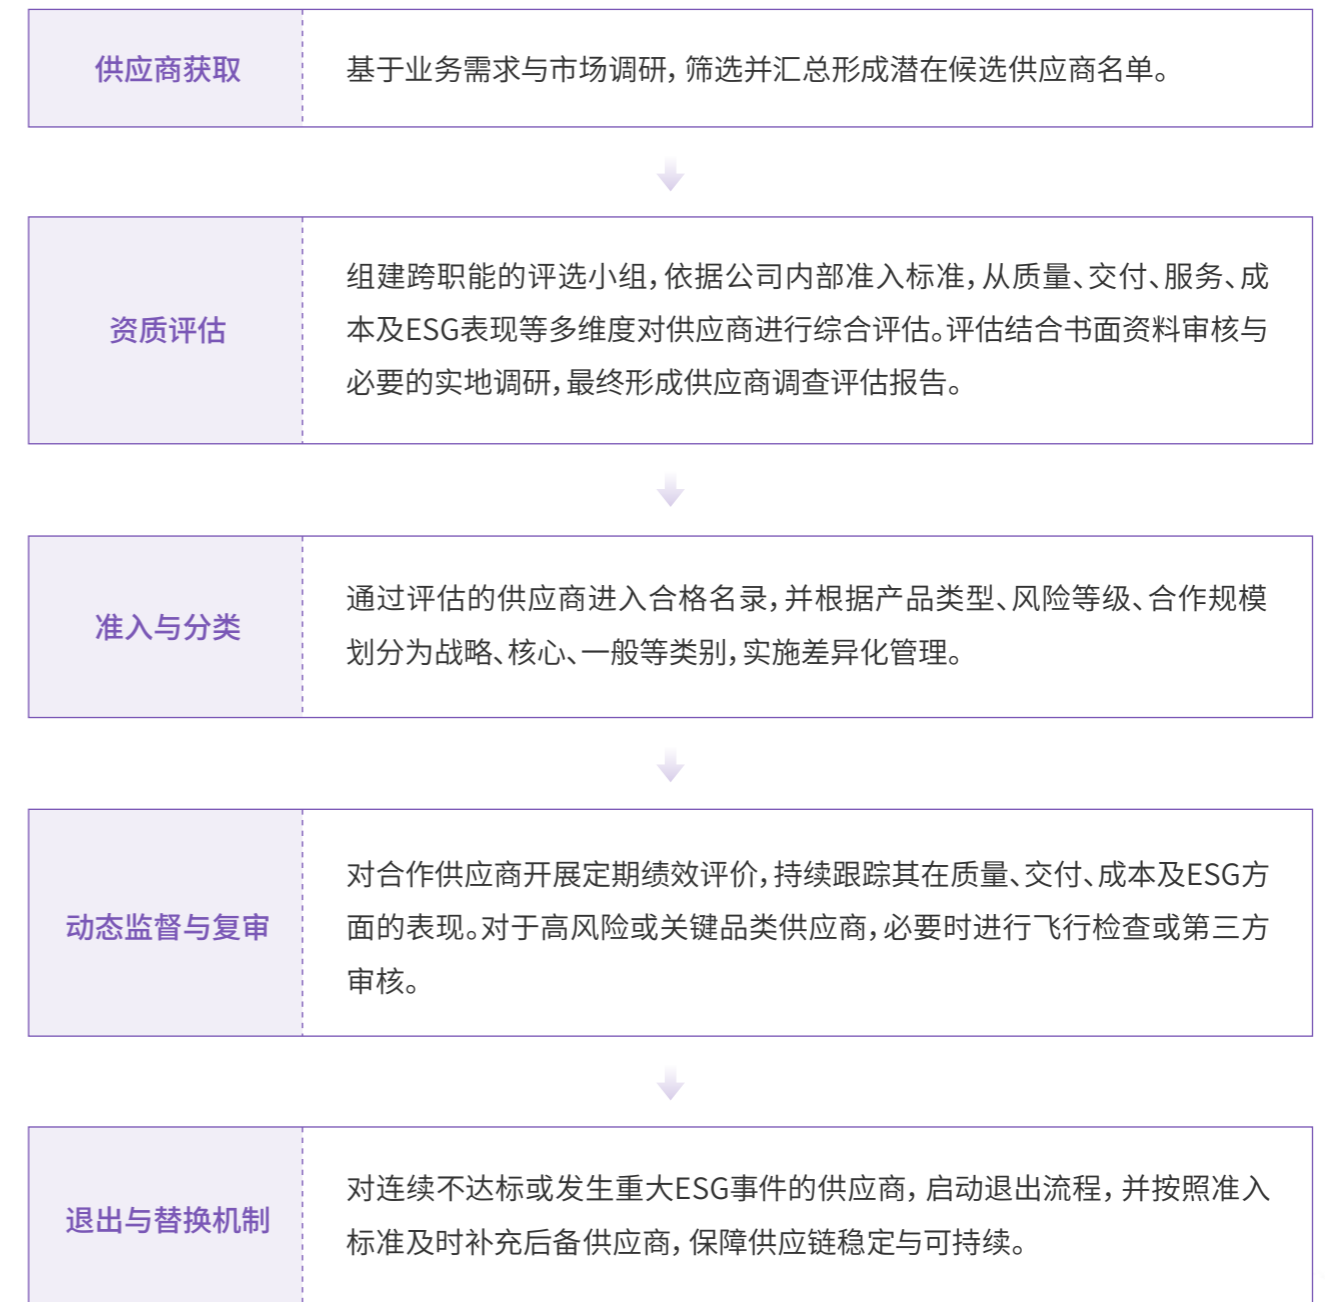 供应商获取
基于业务需求与市场调研，筛选并汇总形成潜在候选供应商名单。
资质评估
组建跨职能的评选小组，依据公司内部准入标准，从质量、交付、服务、成
本及ESG表现等多维度对供应商进行综合评估。评估结合书面资料审核与
必要的实地调研，最终形成供应商调查评估报告。
准入与分类
通过评估的供应商进入合格名录，并根据产品类型、风险等级、合作规模
划分为战略、核心、一般等类别，实施差异化管理。
动态监督与复审
对合作供应商开展定期绩效评价，持续跟踪其在质量、交付、成本及ESG方
面的表现。对于高风险或关键品类供应商，必要时进行飞行检查或第三方
审核。
退出与替换机制
对连续不达标或发生重大ESG事件的供应商，启动退出流程，并按照准入
标准及时补充后备供应商，保障供应链稳定与可持续。